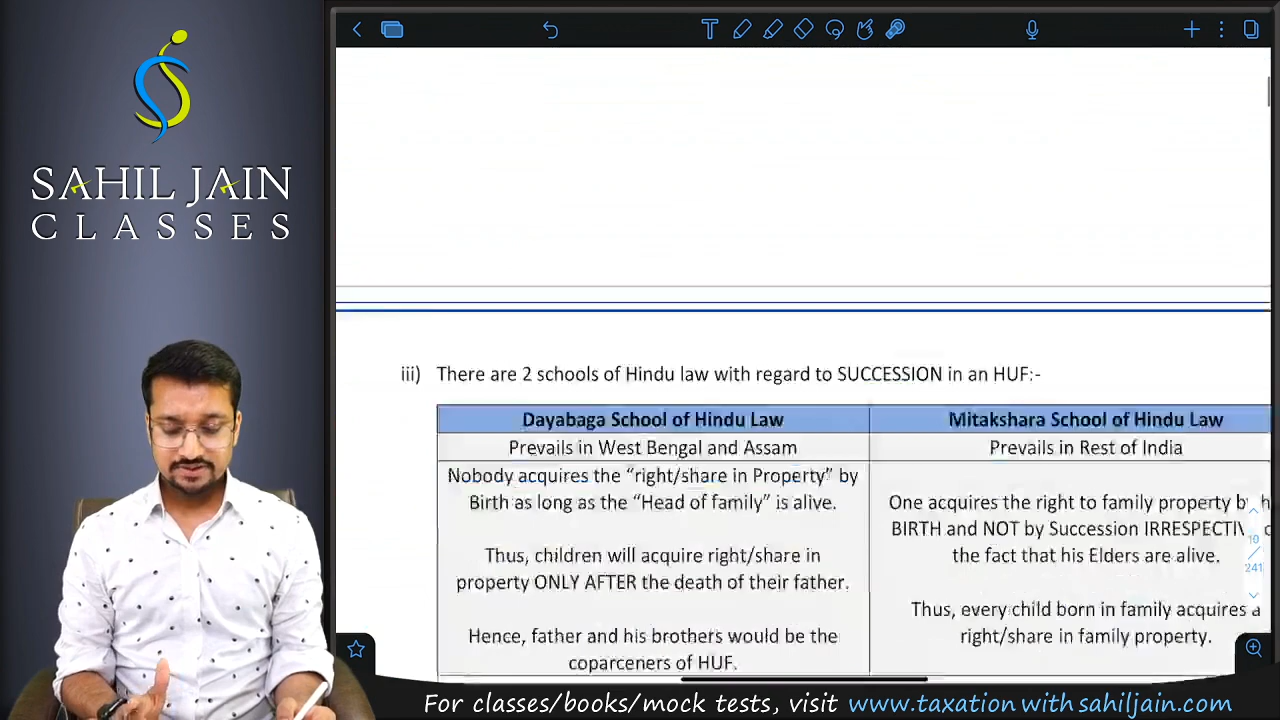 SAHIL JAIN
CLASSES
iii) There are 2 schools of Hindu law with regard to SUCCESSION in an HUF:-
Dayabaga School of Hindu Law
Prevails in West Bengal and Assam
Nobody acquires the “right/share in Property” by
Birth as long as the “Head of family” is alive.
Thus, children will acquire right/share in
property ONLY AFTER the death of their father.
Hence, father and his brothers would be the
coparceners of HUF.
Mitakshara School of Hindu Law
Prevails in Rest of India
One acquires the right to family property
BIRTH and NOT by Succession
the fact that his Elders are alive.
Thus, every child born in family acquires a
right/share in family property.
10
241
For classes/books/mock tests, visit www.taxationwithsahiljain.com